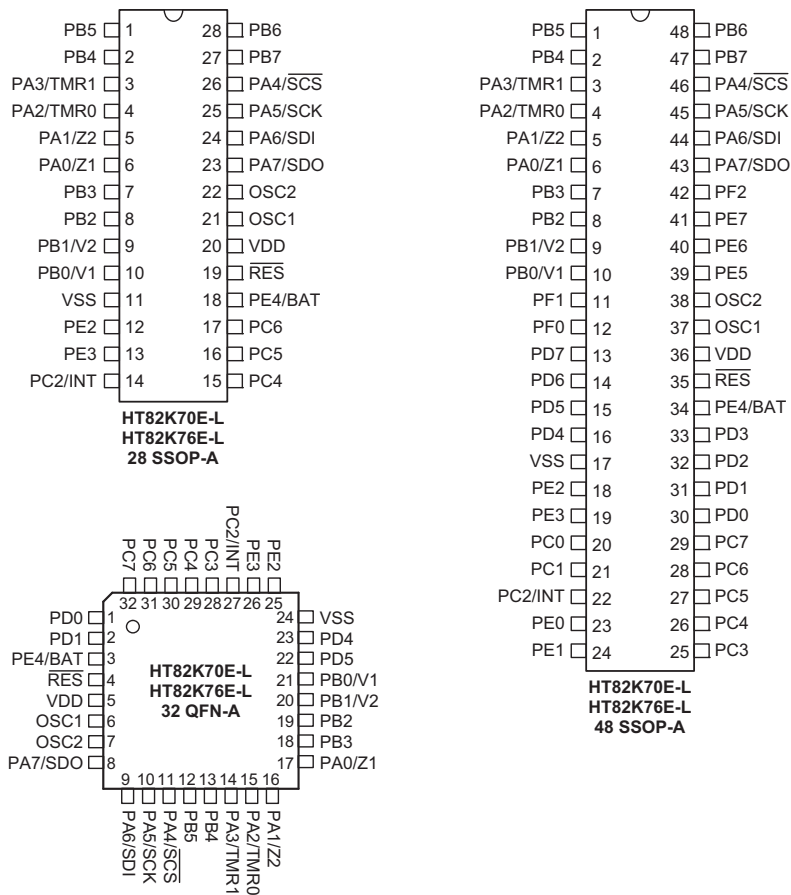 PB5 1 28 PB6
PB4 2 27 PB7
PA3/TMR1 3 26 PA4/SCS
PA2/TMR0 4 25 PA5/SCK
PA1/Z2 5 24 PA6/SDI
PA0/Z1 6 23 PA7/SDO
PB3 7 22 OSC2
PB2 8 21 OSC1
PB1/V2 9 20 VDD
PB0/V1 10 19 RES
VSS 11 18 PE4/BAT
PE2 12 17 PC6
PE3 13 16 PC5
PC2/INT 14 15 PC4
HT82K70E-L
HT82K76E-L
28 SSOP-A
PB5 1 48 PB6
PB4 2 47 PB7
PA3/TMR1 3 46 PA4/SCS
PA2/TMR0 4 45 PA5/SCK
PA1/Z2 5 44 PA6/SDI
PA0/Z1 6 43 PA7/SDO
PB3 7 42 PF2
PB2 8 41 PE7
PB1/V2 9 40 PE6
PB0/V1 10 39 PE5
PF1 11 38 OSC2
PF0 12 37 OSC1
PD7 13 36 VDD
PD6 14 35 RES
PD5 15 34 PE4/BAT
PD4 16 33 PD3
VSS 17 32 PD2
PE2 18 31 PD1
PE3 19 30 PD0
PC0 20 29 PC7
PC1 21 28 PC6
PC2/INT 22 27 PC5
PE0 23 26 PC4
PE1 24 25 PC3
HT82K70E-L
HT82K76E-L
48 SSOP-A
PC7 PC6 PC5 PC4 PC3 PC2/INT PE3 PE2
32 31 30 29 28 27 26 25
PD0 1 24 VSS
PD1 2 23 PD4
PE4/BAT 3 22 PD5
RES 4 21 PB0/V1
VDD 5 20 PB1/V2
OSC1 6 19 PB2
OSC2 7 18 PB3
PA7/SDO 8 17 PA0/Z1
HT82K70E-L
HT82K76E-L
32 QFN-A
9 10 11 12 13 14 15 16
PA6/SDI PA5/SCK PA4/SCS PB5 PB4 PA3/TMR1 PA2/TMR0 PA1/Z2